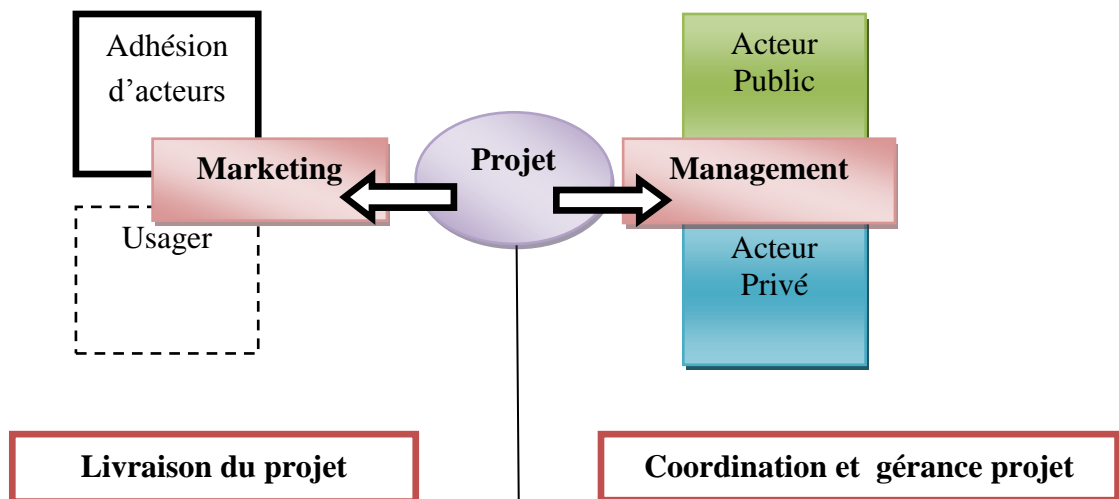 Adhésion
d’acteurs
Marketing
Usager
Projet
Acteur
Public
Management
Acteur
Privé
Livraison du projet
Coordination et  gérance projet